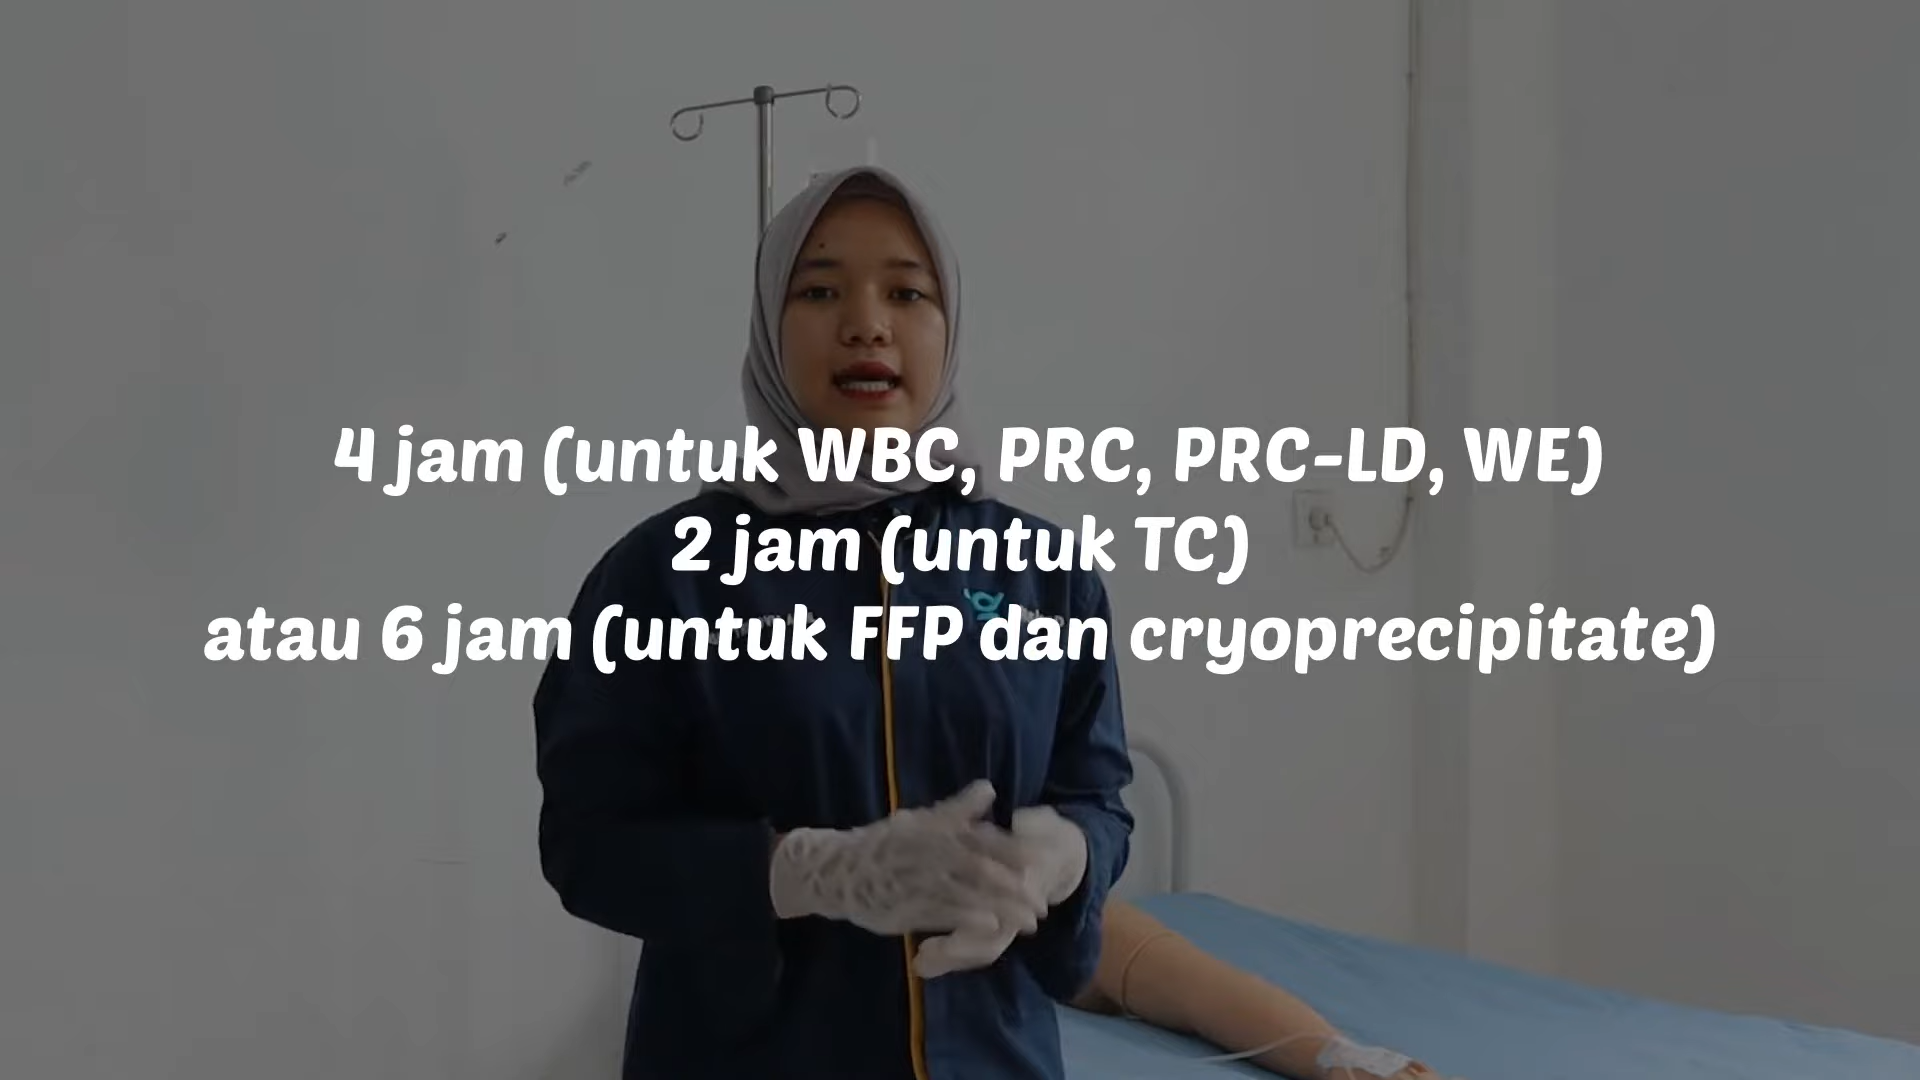 4 jam (untuk WBC, PRC, PRC-LD, WE)
2 jam (untuk TC)
atau 6 jam (untuk FFP dan cryoprecipitate)